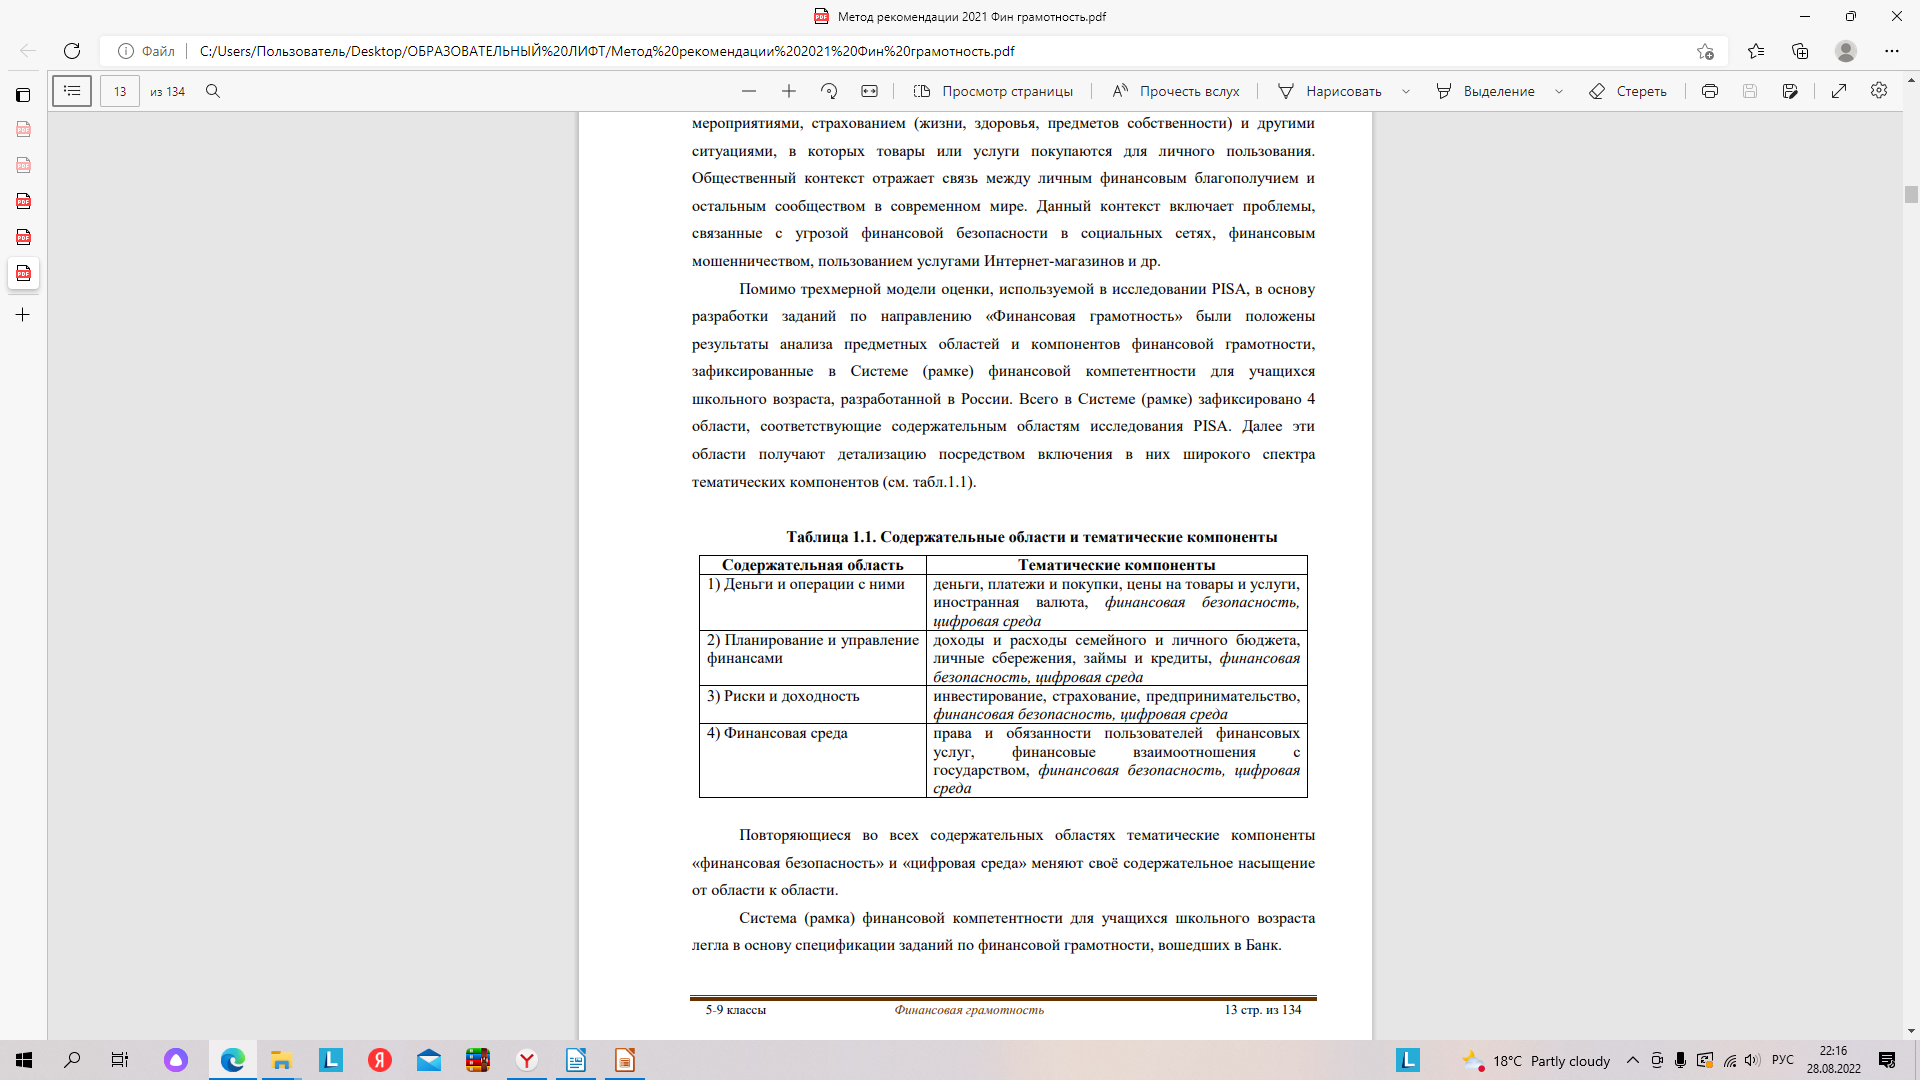 Метод рекомендации 2021 Фин грамотность.pdf
Файл
C:/Users/Пользователь/Desktop/ОБРАЗОВАТЕЛЬНЫЙ%20ЛИФТ/Метод%20рекомендации%202021%20Фин%20грамотность.pdf
13 из 134 Просмотр страницы Прочесть вслух Нарисовать Выделение Стереть
мероприятиями, страхованием (жизни, здоровья, предметов собственности) и другими
ситуациями, в которых товары или услуги покупаются для личного пользования.
Общественный контекст отражает связь между личным финансовым благополучием и
остальным сообществом в современном мире. Данный контекст включает проблемы,
связанные с угрозой финансовой безопасности в социальных сетях, финансовым
мошенничеством, пользованием услугами Интернет-магазинов и др.
Помимо трехмерной модели оценки, используемой в исследовании PISA, в основу
разработки заданий по направлению «Финансовая грамотность» были положены
результаты анализа предметных областей и компонентов финансовой грамотности,
зафиксированные в Системе (рамке) финансовой компетентности для учащихся
школьного возраста, разработанной в России. Всего в Системе (рамке) зафиксировано 4
области, соответствующие содержательным областям исследования PISA. Далее эти
области получают детализацию посредством включения в них широкого спектра
тематических компонентов (см. табл.1.1).
Таблица 1.1. Содержательные области и тематические компоненты
Содержательная область Тематические компоненты
1) Деньги и операции с ними
деньги, платежи и покупки, цены на товары и услуги,
иностранная валюта, финансовая безопасность,
цифровая среда
2) Планирование и управление
финансами
доходы и расходы семейного и личного бюджета,
личные сбережения, займы и кредиты, финансовая
безопасность, цифровая среда
3) Риски и доходность
инвестирование, страхование, предпринимательство,
финансовая безопасность, цифровая среда
4) Финансовая среда
права и обязанности пользователей финансовых
услуг, финансовые взаимоотношения с
государством, финансовая безопасность, цифровая
среда
Повторяющиеся во всех содержательных областях тематические компоненты
«финансовая безопасность» и «цифровая среда» меняют своё содержательное насыщение
от области к области.
Система (рамка) финансовой компетентности для учащихся школьного возраста
легла в основу спецификации заданий по финансовой грамотности, вошедших в Банк.
5-9 классы Финансовая грамотность 13 стр. из 134
18°C Partly cloudy РУС 22:16
28.08.2022